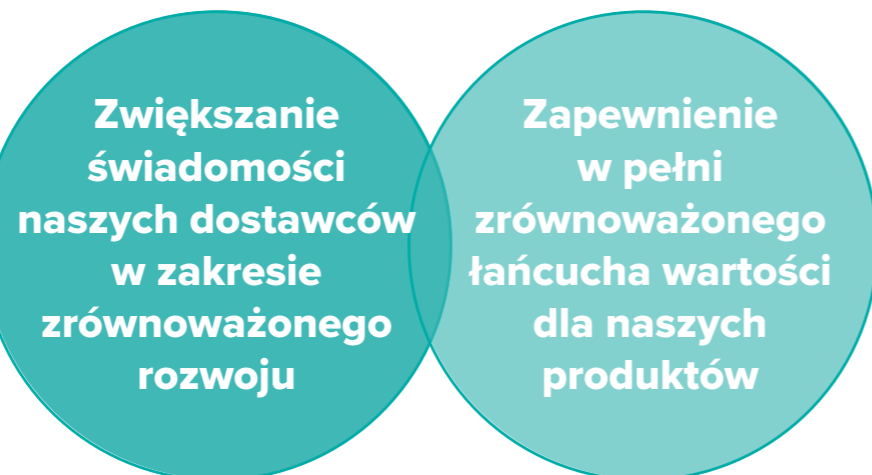 Zwiększanie
świadomości
naszych dostawców
w zakresie
zrównoważonego
rozwoju
Zapewnienie
w pełni
zrównoważonego
łańcucha wartości
dla naszych
produktów